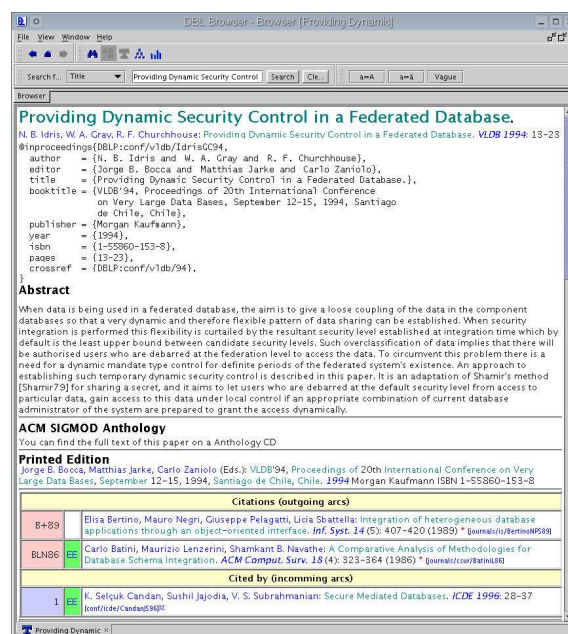 DBL Browser - Browser [Providing Dynamic]
File View Window Help
Search f... Title Providing Dynamic Security Control Search Cle... a=A a=á Vague
Browser
Providing Dynamic Security Control in a Federated Database.
N. B. Idris, W. A. Gray, R. F. Churchhouse: Providing Dynamic Security Control in a Federated Database. VLDB 1994: 13-23
@inproceedings{DBLP:conf/vldb/IdrisGC94,
author = {N. B. Idris and W. A. Gray and R. F. Churchhouse},
editor = {Jorge B. Bocca and Matthias Jarke and Carlo Zaniolo},
title = {Providing Dynamic Security Control in a Federated Database.},
booktitle = {VLDB'94, Proceedings of 20th International Conference
on Very Large Data Bases, September 12-15, 1994, Santiago
de Chile, Chile},
publisher = {Morgan Kaufmann},
year = {1994},
isbn = {1-55860-153-8},
pages = {13-23},
crossref = {DBLP:conf/vldb/94},
}
Abstract
When data is being used in a federated database, the aim is to give a loose coupling of the data in the component
databases so that a very dynamic and therefore flexible pattern of data sharing can be established. When security
integration is performed this flexibility is curtailed by the resultant security level established at integration time which by
default is the least upper bound between candidate security levels. Such overclassification of data implies that there will
be authorised users who are debarred at the federation level to access the data. To circumvent this problem there is a
need for a dynamic mandate type control for definite periods of the federated system's existence. An approach to
establishing such temporary dynamic security control is described in this paper. It is an adaptation of Shamir's method
[Shamir79] for sharing a secret, and it aims to let users who are debarred at the default security level from access to
particular data, gain access to this data under local control if an appropriate combination of current database
administrator of the system are prepared to grant the access dynamically.
ACM SIGMOD Anthology
You can find the full text of this paper on a Anthology CD
Printed Edition
Jorge B. Bocca, Matthias Jarke, Carlo Zaniolo (Eds.): VLDB'94, Proceedings of 20th International Conference on Very
Large Data Bases, September 12-15, 1994, Santiago de Chile, Chile. 1994 Morgan Kaufmann ISBN 1-55860-153-8
Citations (outgoing arcs)
B+89 Elisa Bertino, Mauro Negri, Giuseppe Pelagatti, Licia Sbattella: Integration of heterogeneous database
applications through an object-oriented interface. Inf. Syst. 14 (5): 407-420 (1989) * [journals/is/BertinoNPS89]
BLN86 EE Carlo Batini, Maurizio Lenzerini, Shamkant B. Navathe: A Comparative Analysis of Methodologies for
Database Schema Integration. ACM Comput. Surv. 18 (4): 323-364 (1986) * [journals/csur/BatiniL86]
Cited by (incomming arcs)
1 EE K. Selçuk Candan, Sushil Jajodia, V. S. Subrahmanian: Secure Mediated Databases. ICDE 1996: 28-37
[conf/icde/CandanJS96]
Providing Dynamic ×